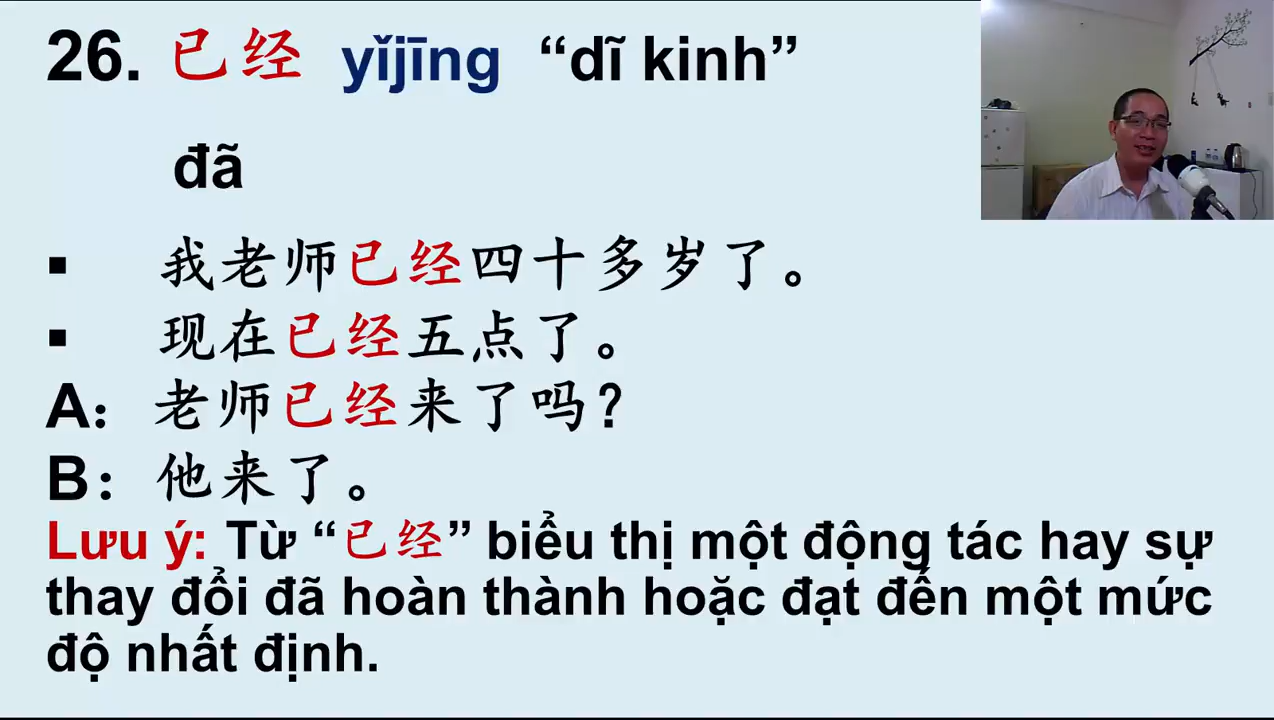 26. 已经 yǐjīng “dĩ kinh”
đã
▪ 我老师已经四十多岁了。
▪ 现在已经五点了。
A：老师已经来了吗?
B：他来了。
Lưu ý: Từ “已经” biểu thị một động tác hay sự
thay đổi đã hoàn thành hoặc đạt đến một mức
độ nhất định.